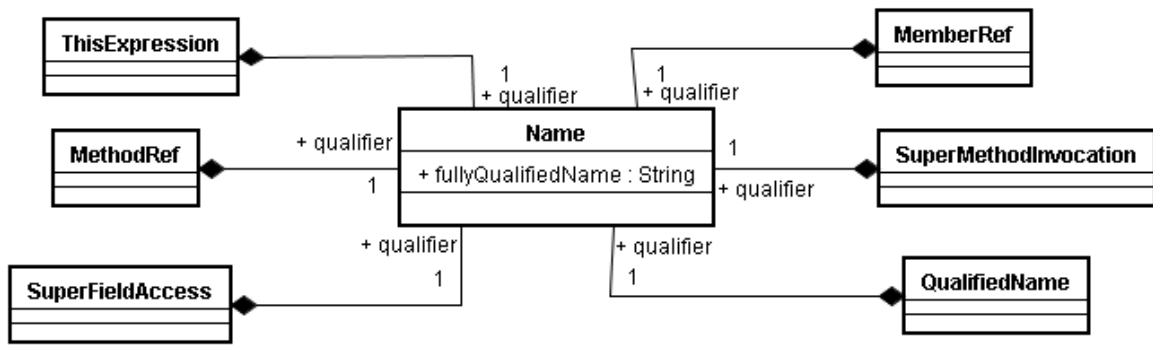 ThisExpression
MemberRef
1
+ qualifier
1
+ qualifier
MethodRef
+ qualifier
1
Name
+ fullyQualifiedName : String
1
+ qualifier
SuperMethodInvocation
+ qualifier
1
+ qualifier
1
SuperFieldAccess
QualifiedName